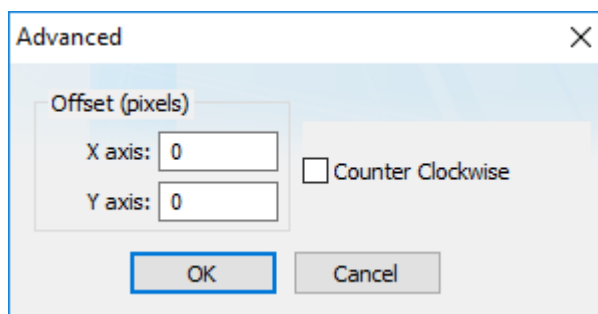 Advanced
Offset (pixels)
X axis: 0
Y axis: 0
Counter Clockwise
OK
Cancel